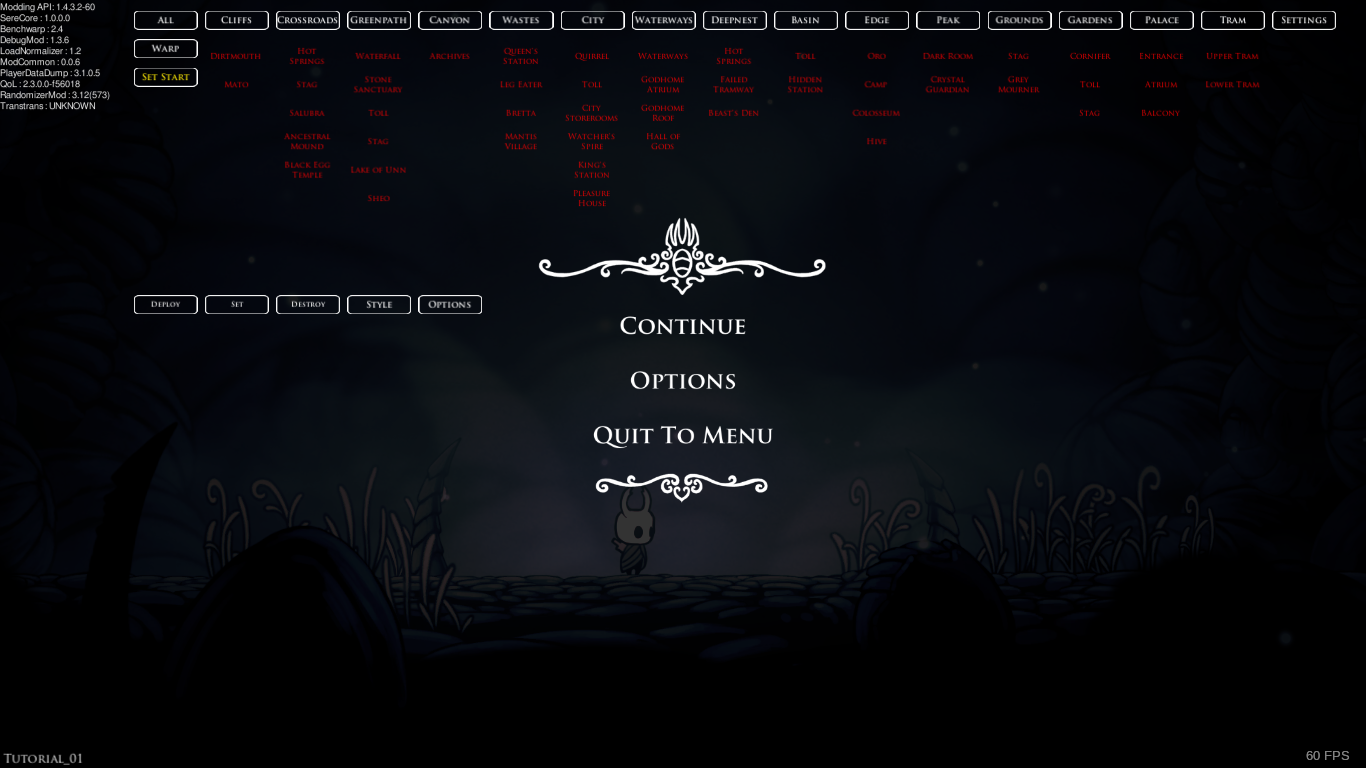 Modding API: 1.4.3.2-60
SereCore : 1.0.0.0
Benchwarp : 2.4
DebugMod : 1.3.6
LoadNormalizer : 1.2
ModCommon : 0.0.6
PlayerDataDump : 3.1.0.5
QoL : 2.3.0.0-f56018
RandomizerMod : 3.12(573)
Transtrans : UNKNOWN
All Cliffs Crossroads Greenpath Canyon Wastes City Waterways Deepnest Basin Edge Peak Grounds Gardens Palace Tram Settings
Warp
Set Start
Dirtmouth
Mato
Hot
Springs
Stag
Salubra
Ancestral
Mound
Black Egg
Temple
Waterfall
Stone
Sanctuary
Toll
Stag
Lake of Unn
Sheo
Archives
Queen's
Station
Leg Eater
Bretta
Mantis
Village
Quirrel
Toll
City
Storerooms
Watcher's
Spire
King's
Station
Pleasure
House
Waterways
Godhome
Atrium
Godhome
Roof
Hall of
Gods
Hot
Springs
Failed
Tramway
Beast's Den
Toll
Hidden
Station
Oro
Camp
Colosseum
Hive
Dark Room
Crystal
Guardian
Stag
Grey
Mourner
Cornifer
Toll
Stag
Entrance
Atrium
Balcony
Upper Tram
Lower Tram
Deploy Set Destroy Style Options
Continue
Options
Quit To Menu
Tutorial_01
60 FPS